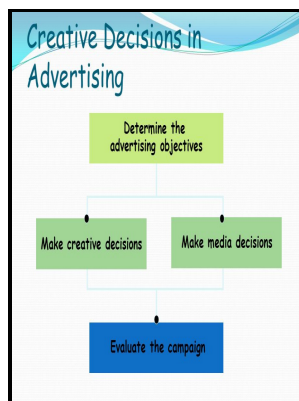 Creative Decisions in
Advertising
Determine the
advertising objectives
Make creative decisions
Make media decisions
Evaluate the campaign